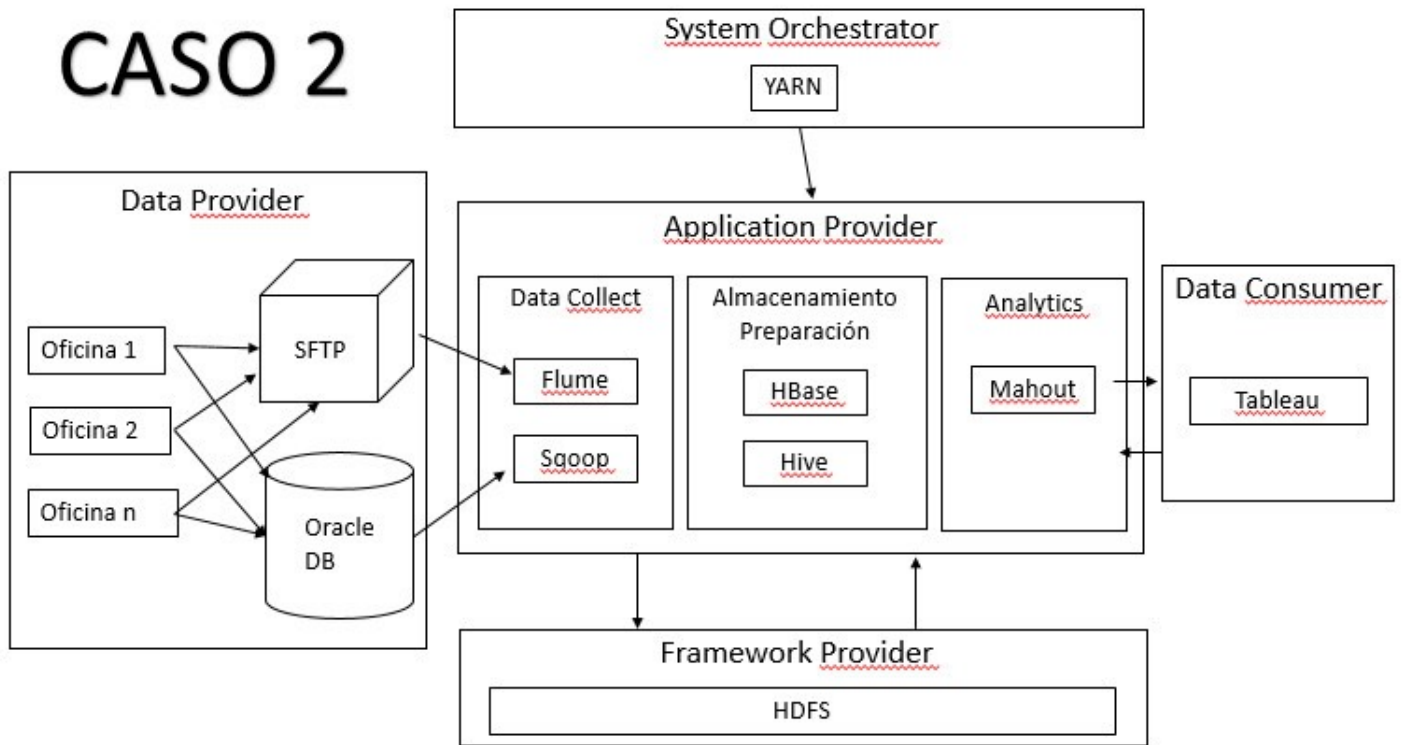 CASO 2
System Orchestrator
YARN
Data Provider
Oficina 1
Oficina 2
Oficina n
SFTP
Oracle
DB
Application Provider
Data Collect
Flume
Sqoop
Almacenamiento
Preparación
HBase
Hive
Analytics
Mahout
Data Consumer
Tableau
Framework Provider
HDFS